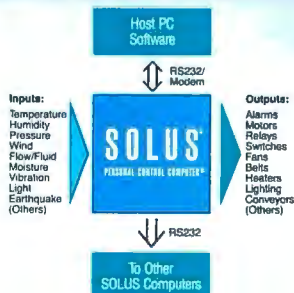 Host PC
Software
RS232/
Modem
Inputs:
Temperature
Humidity
Pressure
Wind
Flow/Fluid
Moisture
Vibration
Light
Earthquake
(Others)
SOLUS
PERSONAL CONTROL COMPUTER
Outputs:
Alarms
Motors
Relays
Switches
Fans
Belts
Heaters
Lighting
Conveyors
(Others)
RS232
To Other
SOLUS Computers